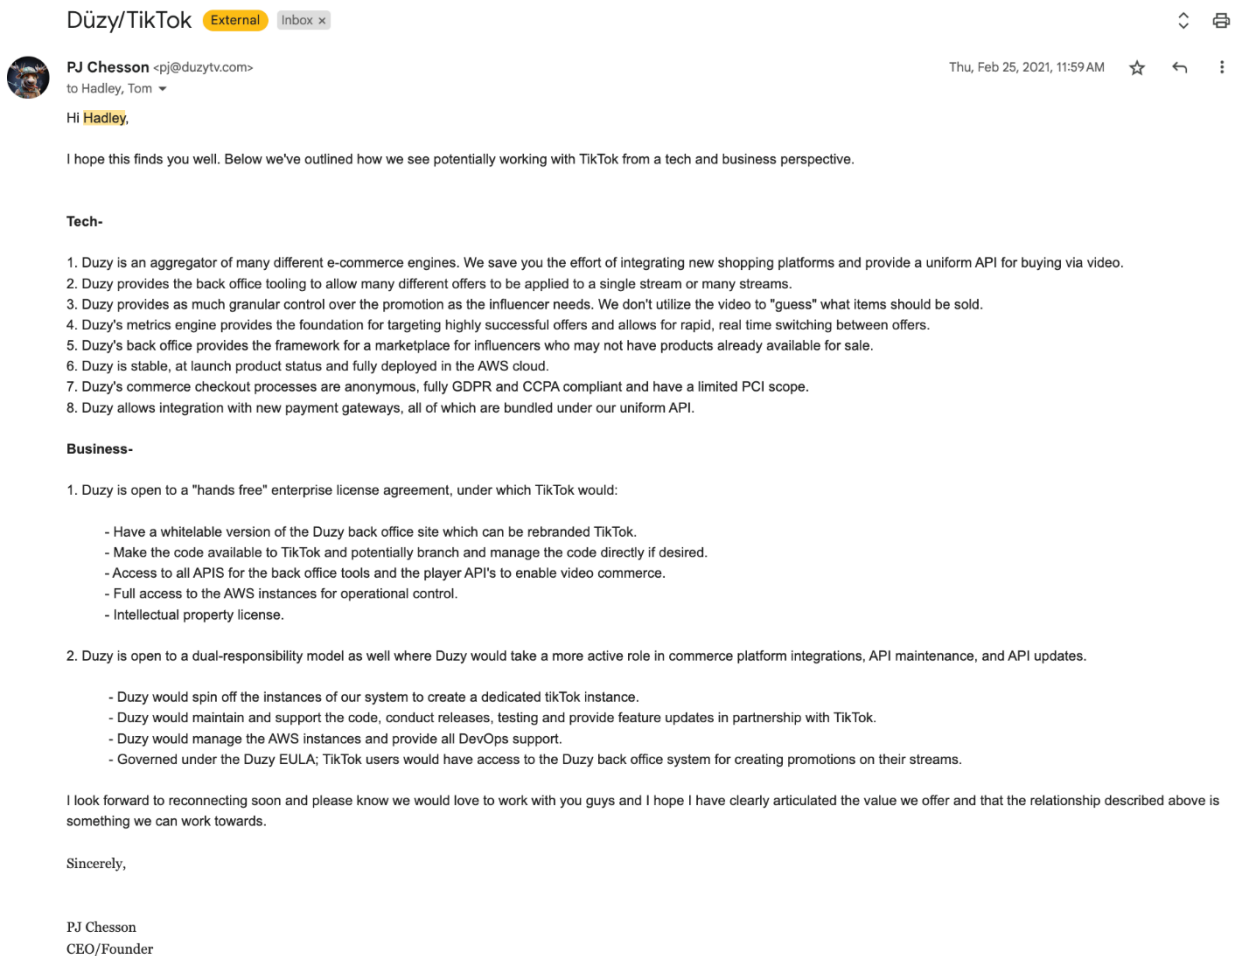 Düzy/TikTok External Inbox ×
PJ Chesson <pj@duzytv.com> Thu, Feb 25, 2021, 11:59 AM
to Hadley, Tom
Hi Hadley,
I hope this finds you well. Below we've outlined how we see potentially working with TikTok from a tech and business perspective.
Tech-
1. Duzy is an aggregator of many different e-commerce engines. We save you the effort of integrating new shopping platforms and provide a uniform API for buying via video.
2. Duzy provides the back office tooling to allow many different offers to be applied to a single stream or many streams.
3. Duzy provides as much granular control over the promotion as the influencer needs. We don't utilize the video to "guess" what items should be sold.
4. Duzy's metrics engine provides the foundation for targeting highly successful offers and allows for rapid, real time switching between offers.
5. Duzy's back office provides the framework for a marketplace for influencers who may not have products already available for sale.
6. Duzy is stable, at launch product status and fully deployed in the AWS cloud.
7. Duzy's commerce checkout processes are anonymous, fully GDPR and CCPA compliant and have a limited PCI scope.
8. Duzy allows integration with new payment gateways, all of which are bundled under our uniform API.
Business-
1. Duzy is open to a "hands free" enterprise license agreement, under which TikTok would:
- Have a whitelable version of the Duzy back office site which can be rebranded TikTok.
- Make the code available to TikTok and potentially branch and manage the code directly if desired.
- Access to all APIS for the back office tools and the player API's to enable video commerce.
- Full access to the AWS instances for operational control.
- Intellectual property license.
2. Duzy is open to a dual-responsibility model as well where Duzy would take a more active role in commerce platform integrations, API maintenance, and API updates.
- Duzy would spin off the instances of our system to create a dedicated tikTok instance.
- Duzy would maintain and support the code, conduct releases, testing and provide feature updates in partnership with TikTok.
- Duzy would manage the AWS instances and provide all DevOps support.
- Governed under the Duzy EULA; TikTok users would have access to the Duzy back office system for creating promotions on their streams.
I look forward to reconnecting soon and please know we would love to work with you guys and I hope I have clearly articulated the value we offer and that the relationship described above is
something we can work towards.
Sincerely,
PJ Chesson
CEO/Founder